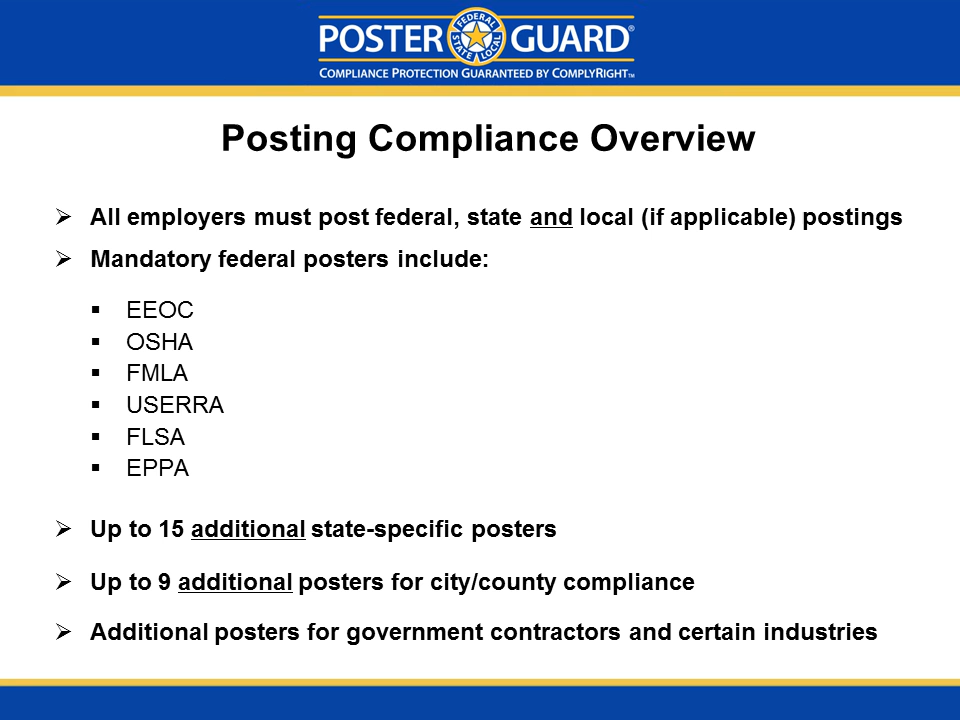 POSTER GUARD®
FEDERAL
STATE LOCAL
COMPLIANCE PROTECTION GUARANTEED BY COMPLYRIGHT™
Posting Compliance Overview
All employers must post federal, state and local (if applicable) postings
Mandatory federal posters include:
EEOC
OSHA
FMLA
USERRA
FLSA
EPPA
Up to 15 additional state-specific posters
Up to 9 additional posters for city/county compliance
Additional posters for government contractors and certain industries